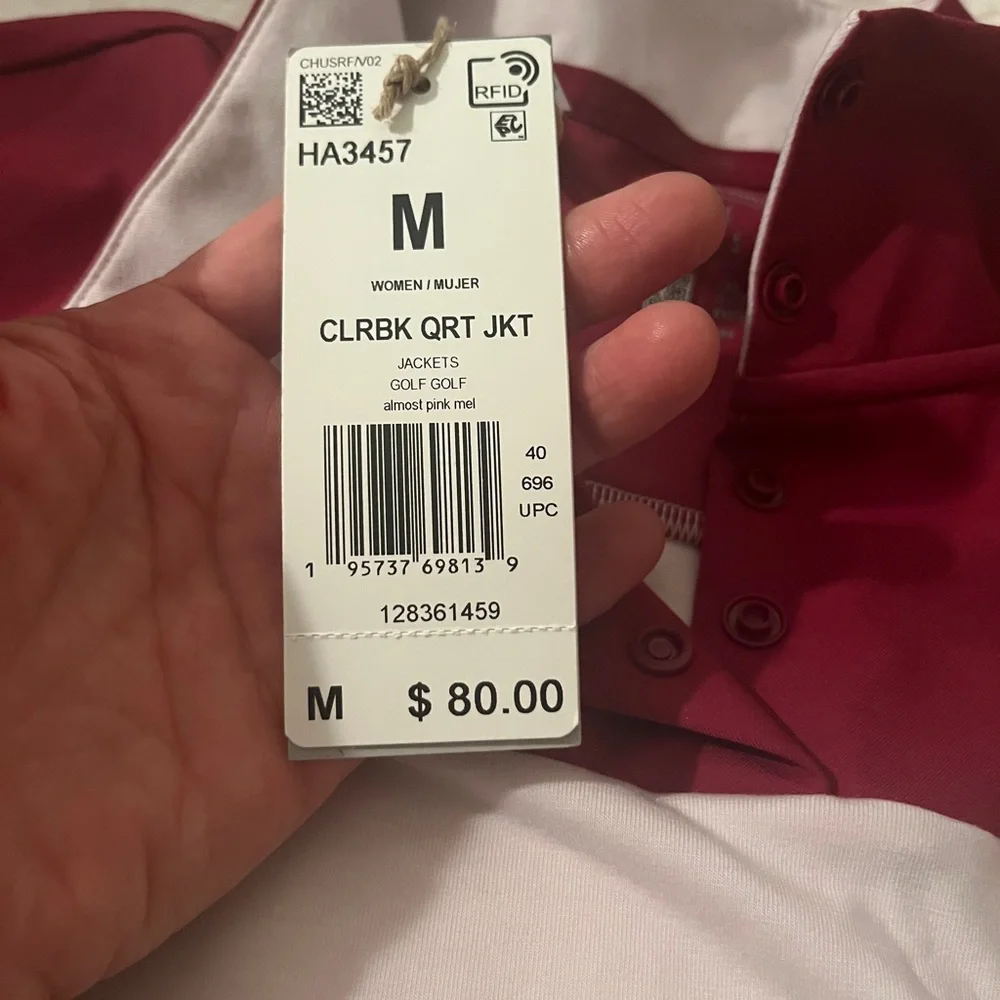 CHUSRF/V02
RFID
HA3457
M
WOMEN / MUJER
CLRBK QRT JKT
JACKETS
GOLF GOLF
almost pink mel
40
696
UPC
1 95737 69813 9
128361459
M $ 80.00